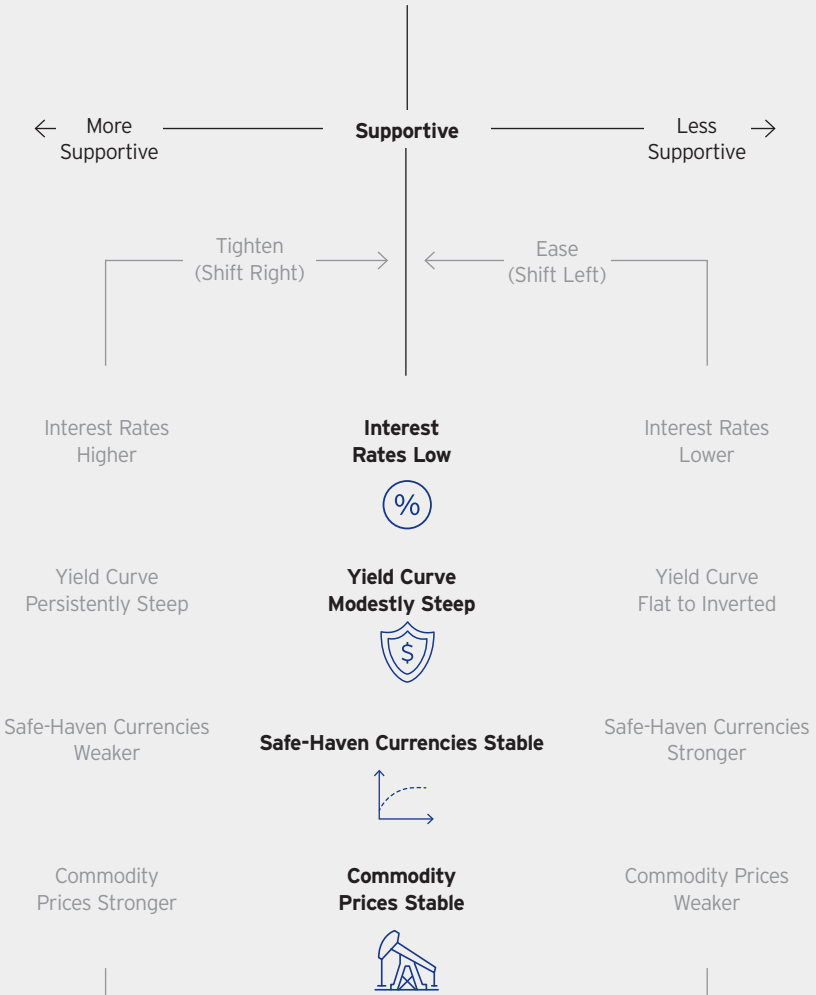 More
Supportive
Supportive
Less
Supportive
Tighten
(Shift Right)
Ease
(Shift Left)
Interest Rates
Higher
Interest
Rates Low
Interest Rates
Lower
%
Yield Curve
Persistently Steep
Yield Curve
Modestly Steep
Yield Curve
Flat to Inverted
$
Safe-Haven Currencies
Weaker
Safe-Haven Currencies Stable
Safe-Haven Currencies
Stronger
Commodity
Prices Stronger
Commodity
Prices Stable
Commodity Prices
Weaker